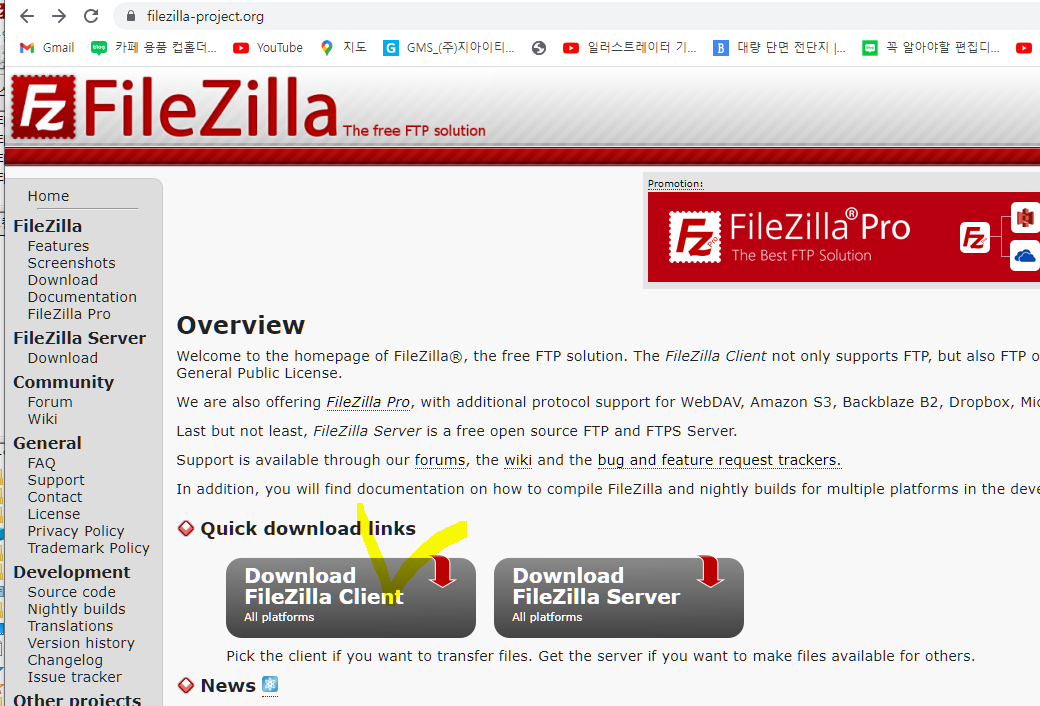 filezilla-project.org
Gmail
blog
카페 용품 컵홀더...
YouTube
지도
G
GMS_(주)지아이티...
일러스트레이터 기...
B
대량 단면 전단지 |...
꼭 알아야할 편집디...
Fz
FileZilla
The free FTP solution
Home
FileZilla
Features
Screenshots
Download
Documentation
FileZilla Pro
FileZilla Server
Download
Community
Forum
Wiki
General
FAQ
Support
Contact
License
Privacy Policy
Trademark Policy
Development
Source code
Nightly builds
Translations
Version history
Changelog
Issue tracker
Other projects
Promotion:
Fz Pro
FileZilla®Pro
The Best FTP Solution
Fz
Overview
Welcome to the homepage of FileZilla®, the free FTP solution. The FileZilla Client not only supports FTP, but also FTP o
General Public License.
We are also offering FileZilla Pro, with additional protocol support for WebDAV, Amazon S3, Backblaze B2, Dropbox, Mic
Last but not least, FileZilla Server is a free open source FTP and FTPS Server.
Support is available through our forums, the wiki and the bug and feature request trackers.
In addition, you will find documentation on how to compile FileZilla and nightly builds for multiple platforms in the deve
Quick download links
Download
FileZilla Client
All platforms
Download
FileZilla Server
All platforms
Pick the client if you want to transfer files. Get the server if you want to make files available for others.
News